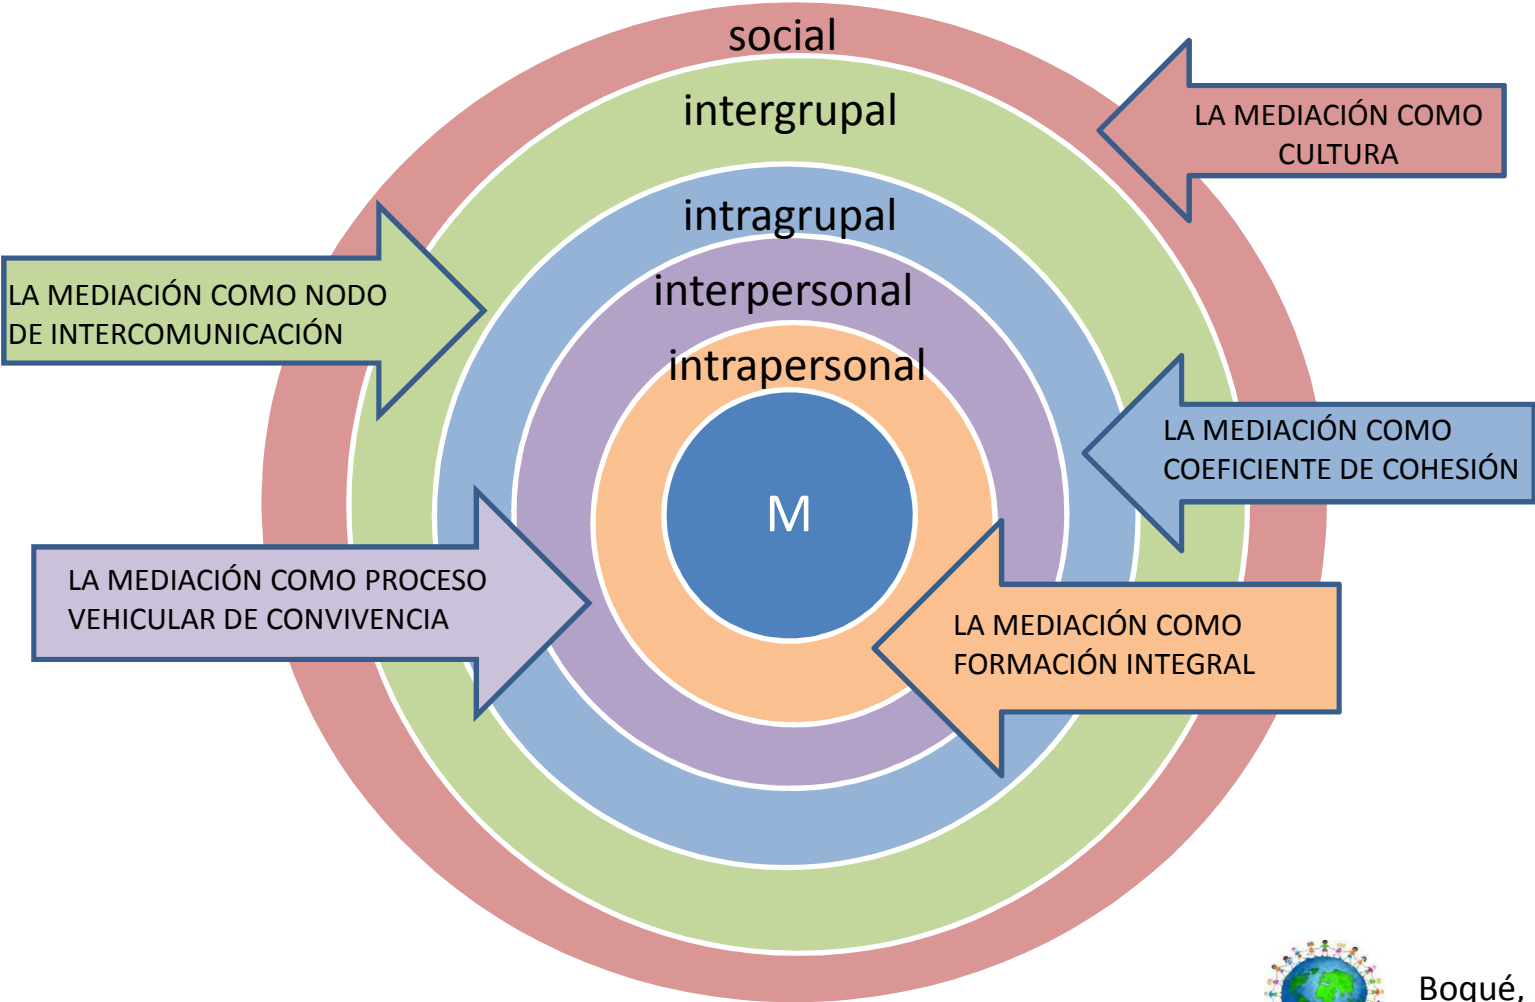 social
intergrupal
LA MEDIACIÓN COMO
CULTURA
intragrupal
interpersonal
LA MEDIACIÓN COMO NODO
DE INTERCOMUNICACIÓN
intrapersonal
LA MEDIACIÓN COMO
COEFICIENTE DE COHESIÓN
M
LA MEDIACIÓN COMO PROCESO
VEHICULAR DE CONVIVENCIA
LA MEDIACIÓN COMO
FORMACIÓN INTEGRAL
Boqué,